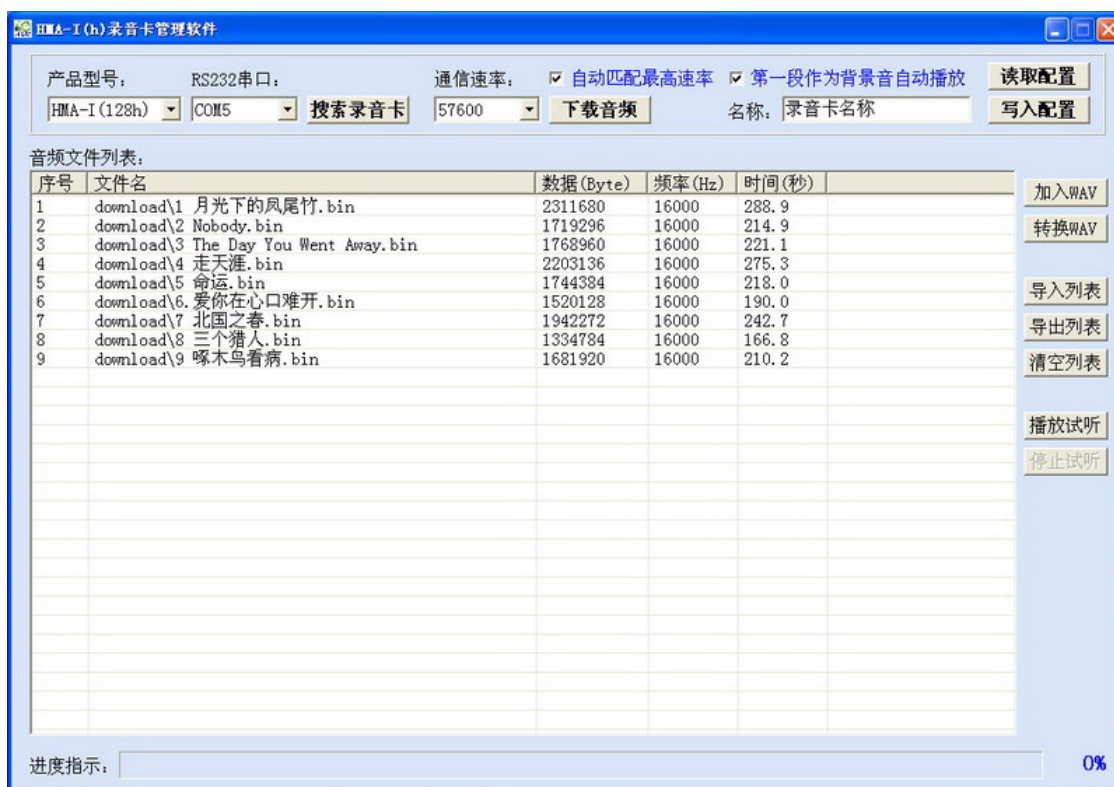 HMA-I(h)录音卡管理软件
产品型号: RS232串口: 通信速率: 自动匹配最高速率 第一段作为背景音自动播放 读取配置
HMA-I(128h) COM5 搜索录音卡 57600 下载音频 名称: 录音卡名称 写入配置
音频文件列表:
序号 文件名 数据(Byte) 频率(Hz) 时间(秒)
1 download\1 月光下的凤尾竹.bin 2311680 16000 288.9
2 download\2 Nobody.bin 1719296 16000 214.9
3 download\3 The Day You Went Away.bin 1768960 16000 221.1
4 download\4 走天涯.bin 2203136 16000 275.3
5 download\5 命运.bin 1744384 16000 218.0
6 download\6.爱你在心口难开.bin 1520128 16000 190.0
7 download\7 北国之春.bin 1942272 16000 242.7
8 download\8 三个猎人.bin 1334784 16000 166.8
9 download\9 啄木鸟看病.bin 1681920 16000 210.2
加入WAV
转换WAV
导入列表
导出列表
清空列表
播放试听
停止试听
进度指示: 0%